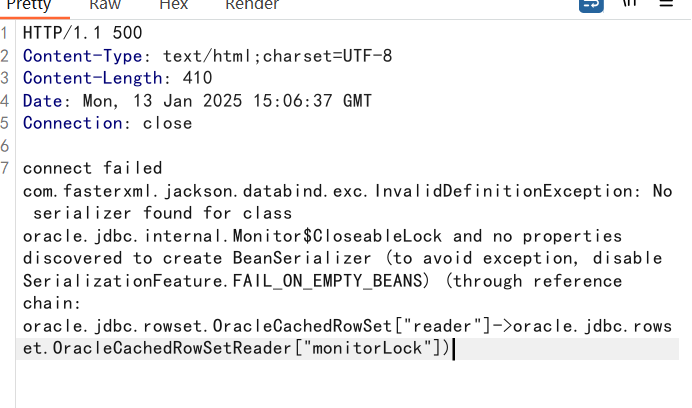 Pretty Raw Hex Render \n
1 HTTP/1.1 500
2 Content-Type: text/html;charset=UTF-8
3 Content-Length: 410
4 Date: Mon, 13 Jan 2025 15:06:37 GMT
5 Connection: close
6
7 connect failed
com.fasterxml.jackson.databind.exc.InvalidDefinitionException: No
serializer found for class
oracle.jdbc.internal.Monitor$CloseableLock and no properties
discovered to create BeanSerializer (to avoid exception, disable
SerializationFeature.FAIL_ON_EMPTY_BEANS) (through reference
chain:
oracle.jdbc.rowset.OracleCachedRowSet["reader"]->oracle.jdbc.rows
et.OracleCachedRowSetReader["monitorLock"])